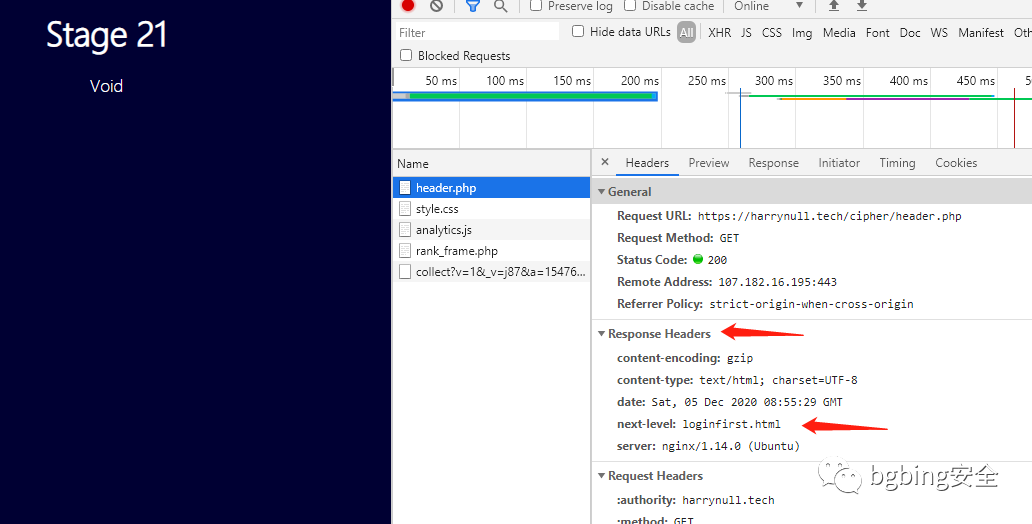 Stage 21
Void
Preserve log
Disable cache
Online
Filter
Hide data URLs
All
XHR
JS
CSS
Img
Media
Font
Doc
WS
Manifest
Oth
Blocked Requests
50 ms
100 ms
150 ms
200 ms
250 ms
300 ms
350 ms
400 ms
450 ms
5
Name
header.php
style.css
analytics.js
rank_frame.php
collect?v=1&_v=j87&a=15476...
× Headers Preview Response Initiator Timing Cookies
General
Request URL: https://harrynull.tech/cipher/header.php
Request Method: GET
Status Code: 200
Remote Address: 107.182.16.195:443
Referrer Policy: strict-origin-when-cross-origin
Response Headers
content-encoding: gzip
content-type: text/html; charset=UTF-8
date: Sat, 05 Dec 2020 08:55:29 GMT
next-level: loginfirst.html
server: nginx/1.14.0 (Ubuntu)
Request Headers
:authority: harrynull.tech
:method: GET
bgbing安全